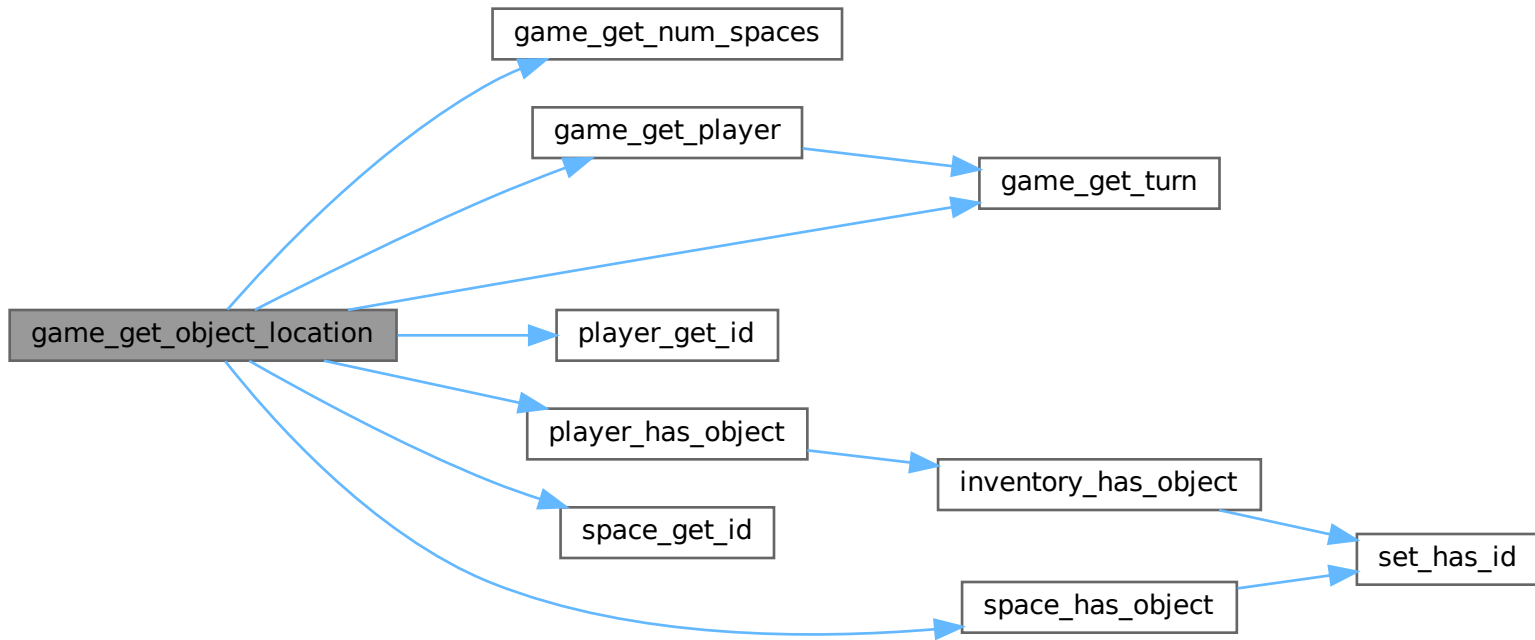 game_get_num_spaces
game_get_player
game_get_turn
game_get_object_location
player_get_id
player_has_object
inventory_has_object
space_get_id
set_has_id
space_has_object